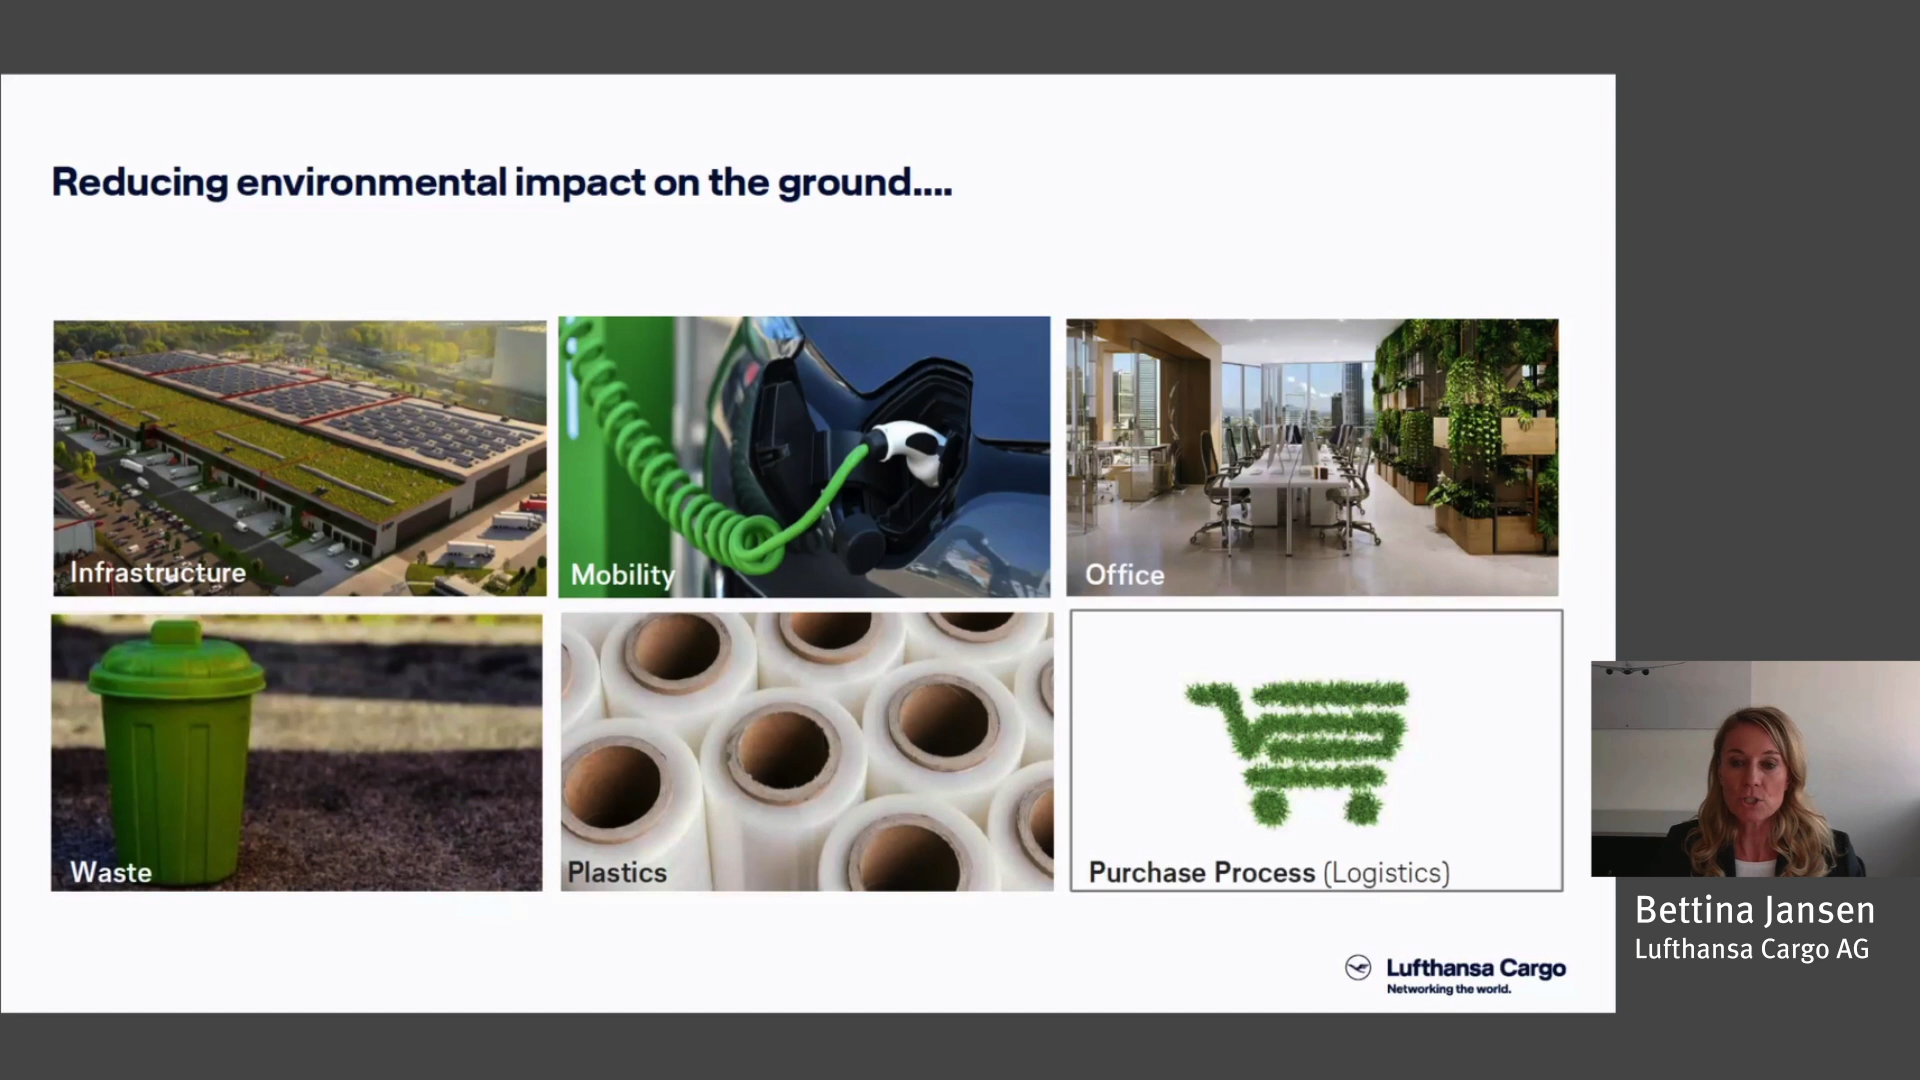 Reducing environmental impact on the ground....
Infrastructure
Mobility
Office
Waste
Plastics
Purchase Process (Logistics)
Bettina Jansen
Lufthansa Cargo AG
Lufthansa Cargo
Networking the world.